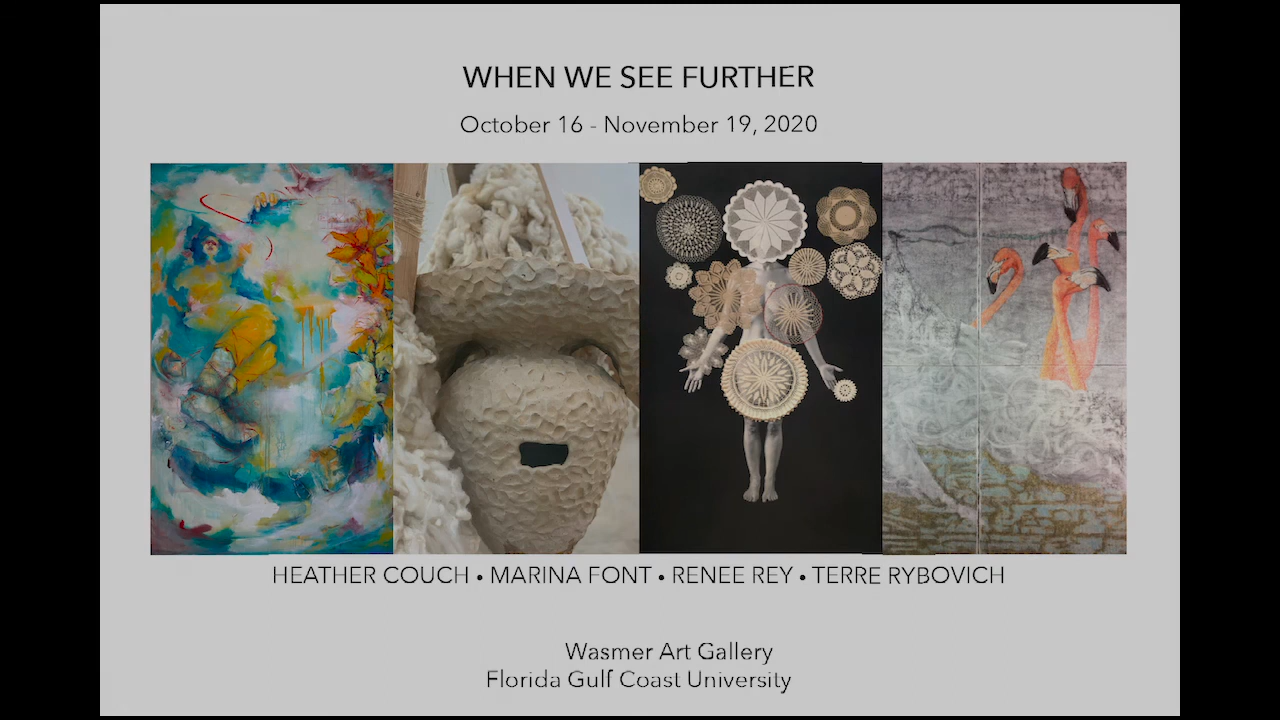 WHEN WE SEE FURTHER
October 16 - November 19, 2020
HEATHER COUCH • MARINA FONT • RENEE REY • TERRE RYBOVICH
Wasmer Art Gallery
Florida Gulf Coast University